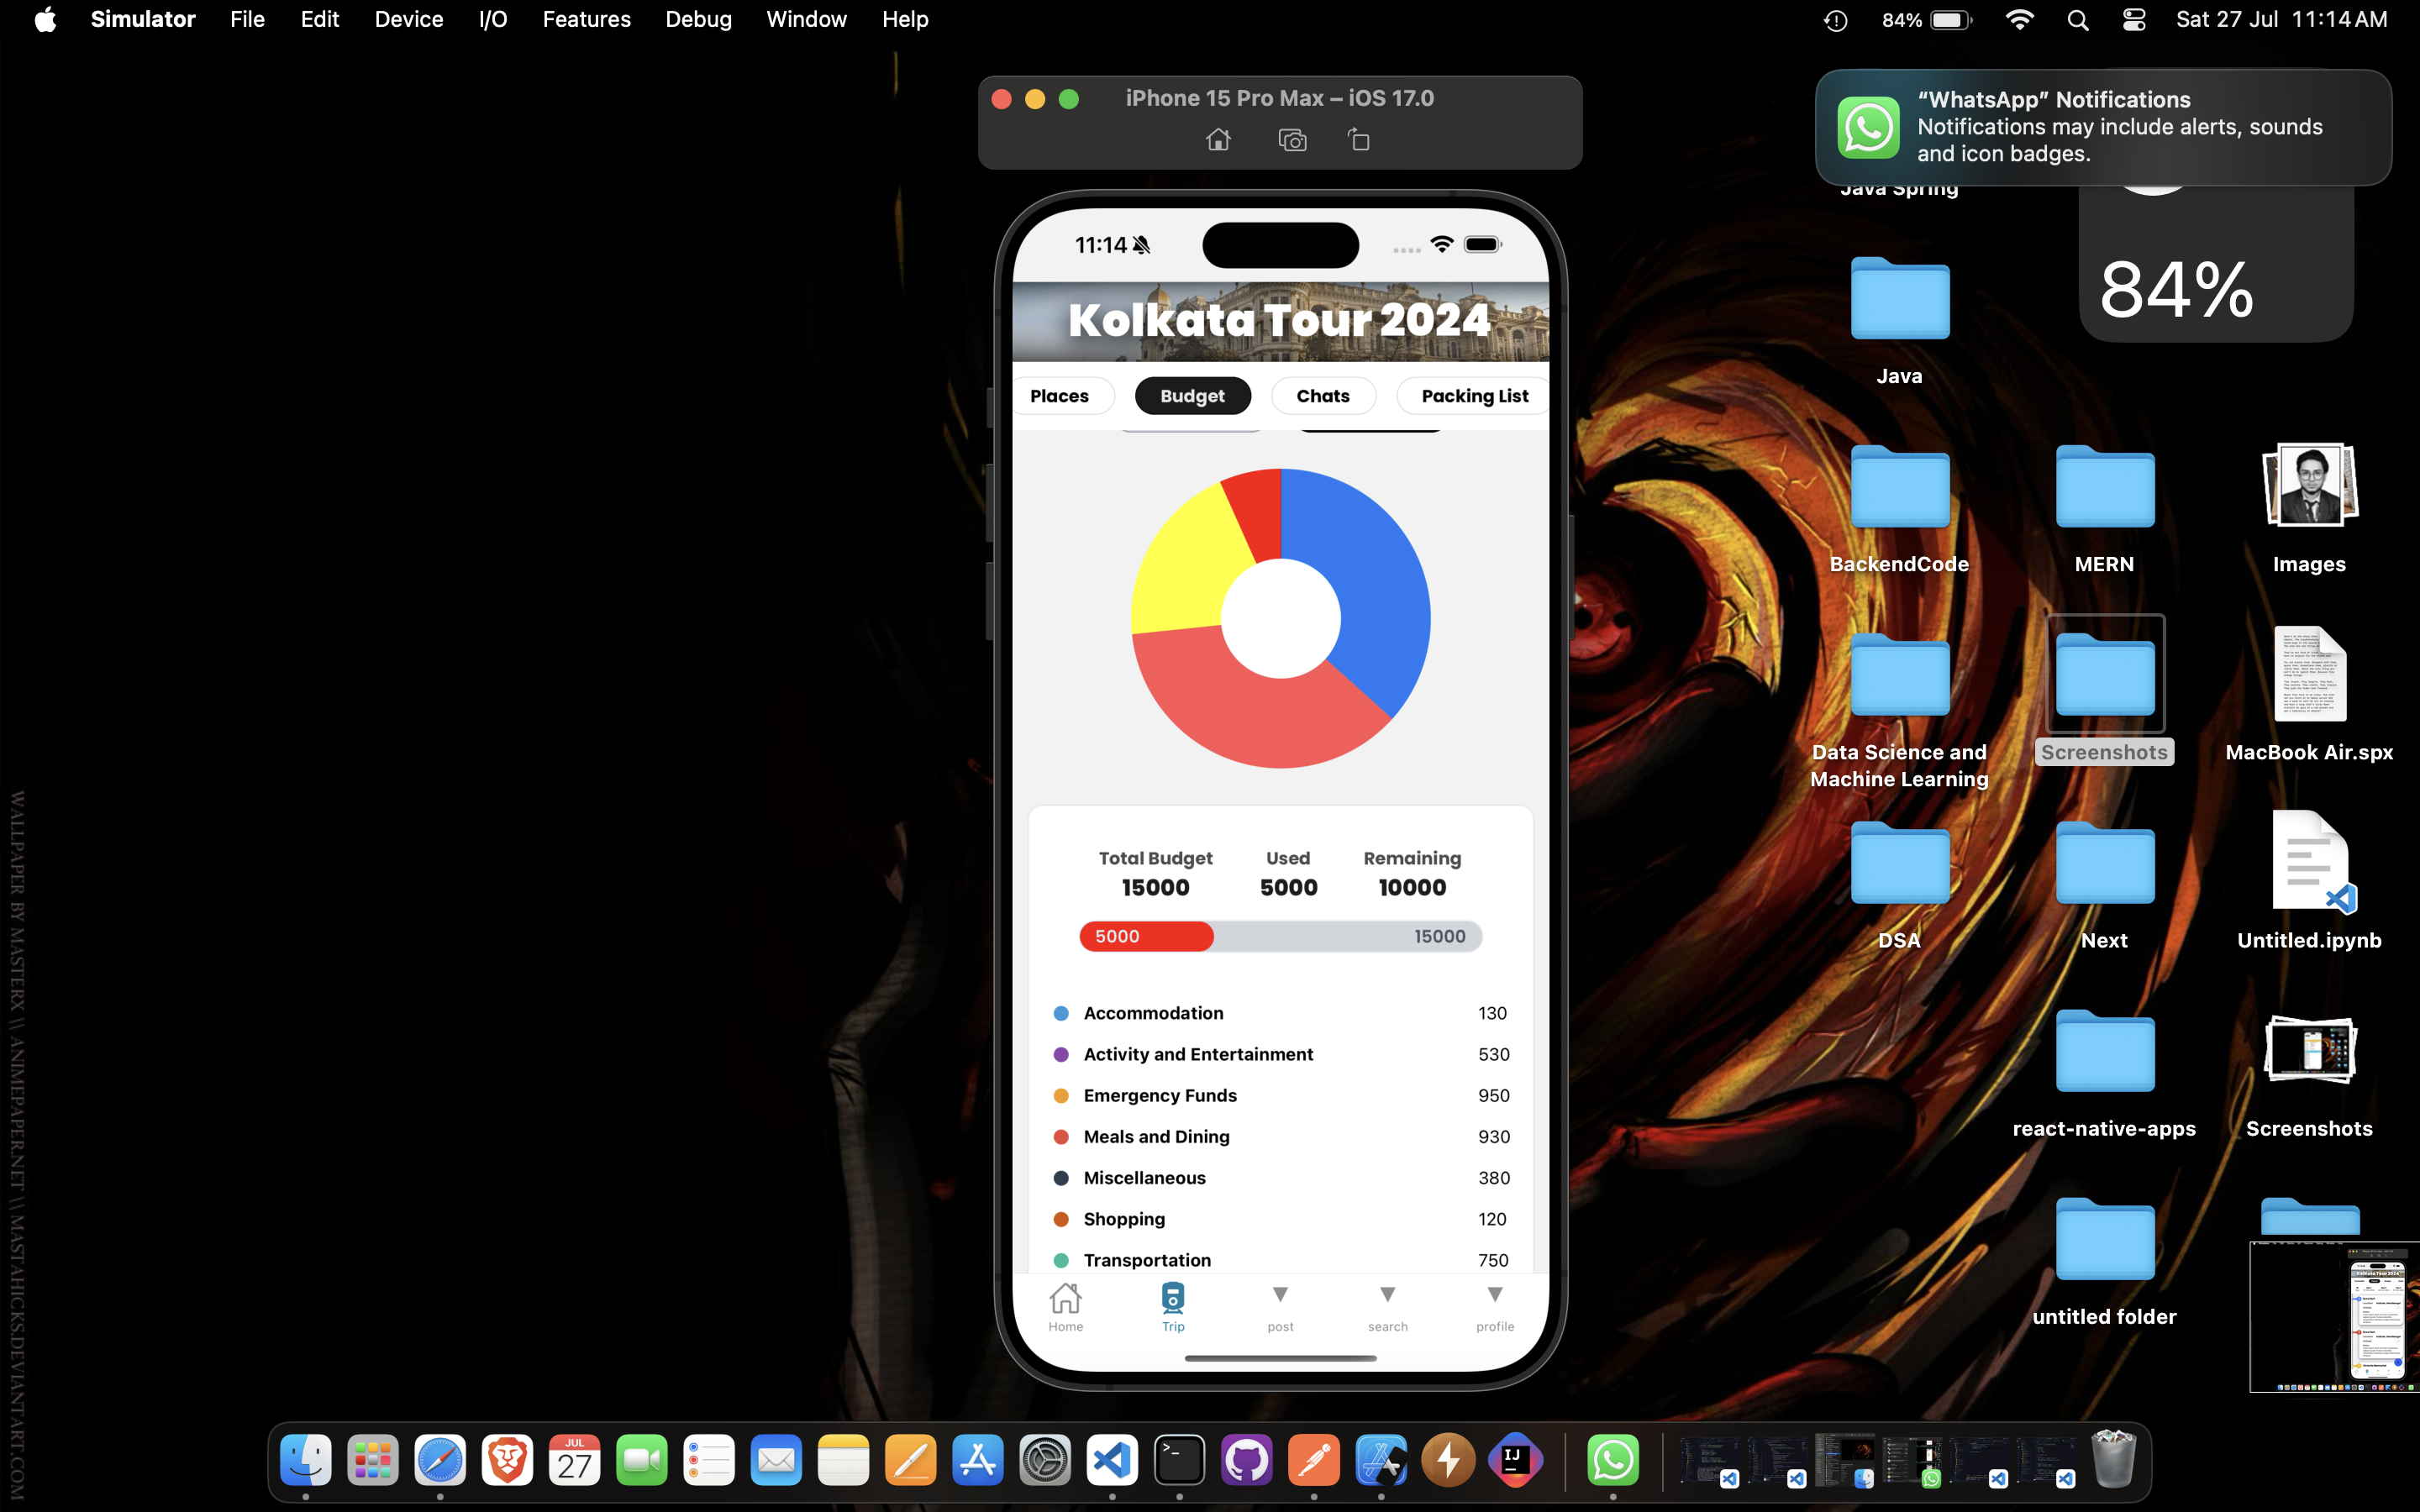 Simulator File Edit Device I/O Features Debug Window Help
84% Sat 27 Jul 11:14 AM
iPhone 15 Pro Max – iOS 17.0
“WhatsApp” Notifications
Notifications may include alerts, sounds
and icon badges.
Java Spring
84%
11:14
Kolkata Tour 2024
Places Budget Chats Packing List
Total Budget Used Remaining
15000 5000 10000
5000 15000
Accommodation 130
Activity and Entertainment 530
Emergency Funds 950
Meals and Dining 930
Miscellaneous 380
Shopping 120
Transportation 750
Home Trip post search profile
Java
BackendCode MERN Images
Data Science and
Machine Learning
Screenshots MacBook Air.spx
DSA Next Untitled.ipynb
react-native-apps Screenshots
untitled folder
WALLPAPER BY MASTERX \\ ANIMEPAPER.NET \\ MASTAHICKS.DEVIANTART.COM
JUL
27
IJ